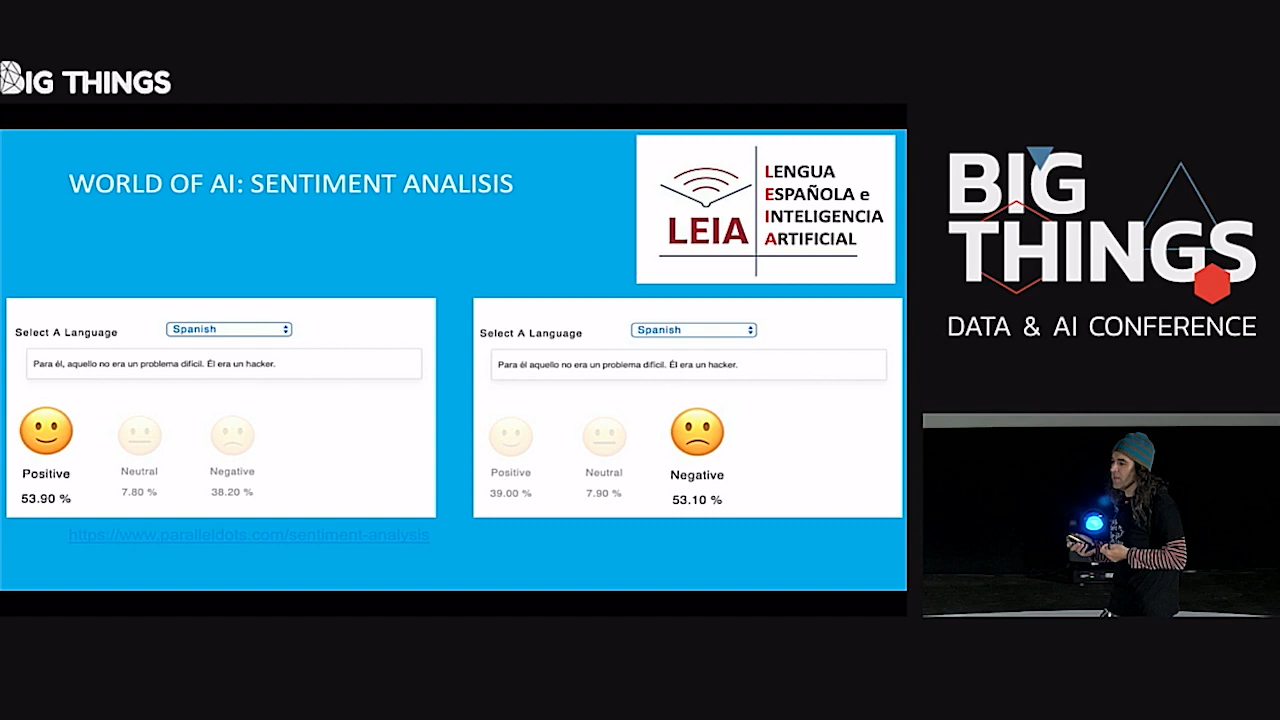 BIG THINGS
WORLD OF AI: SENTIMENT ANALISIS
LEIA
LENGUA
ESPAÑOLA e
INTELIGENCIA
ARTIFICIAL
Select A Language
Spanish
Para él, aquello no era un problema difícil. Él era un hacker.
Positive
53.90 %
Neutral
7.80 %
Negative
38.20 %
Select A Language
Spanish
Para él aquello no era un problema difícil. Él era un hacker.
Positive
39.00 %
Neutral
7.90 %
Negative
53.10 %
https://www.paralleldots.com/sentiment-analysis
BIG
THINGS
DATA & AI CONFERENCE